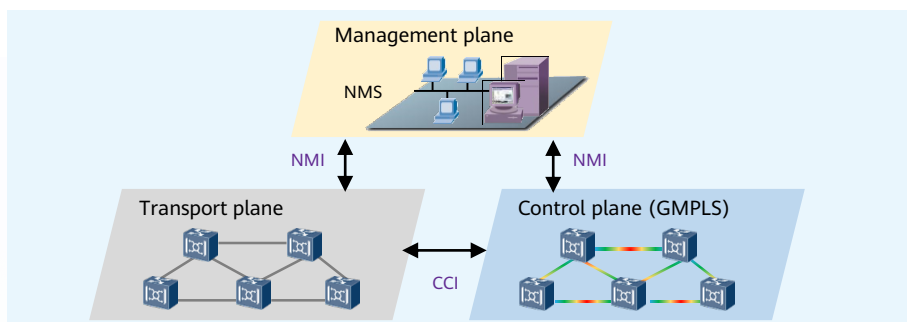 Management plane
NMS
NMI
NMI
Transport plane
Control plane (GMPLS)
CCI